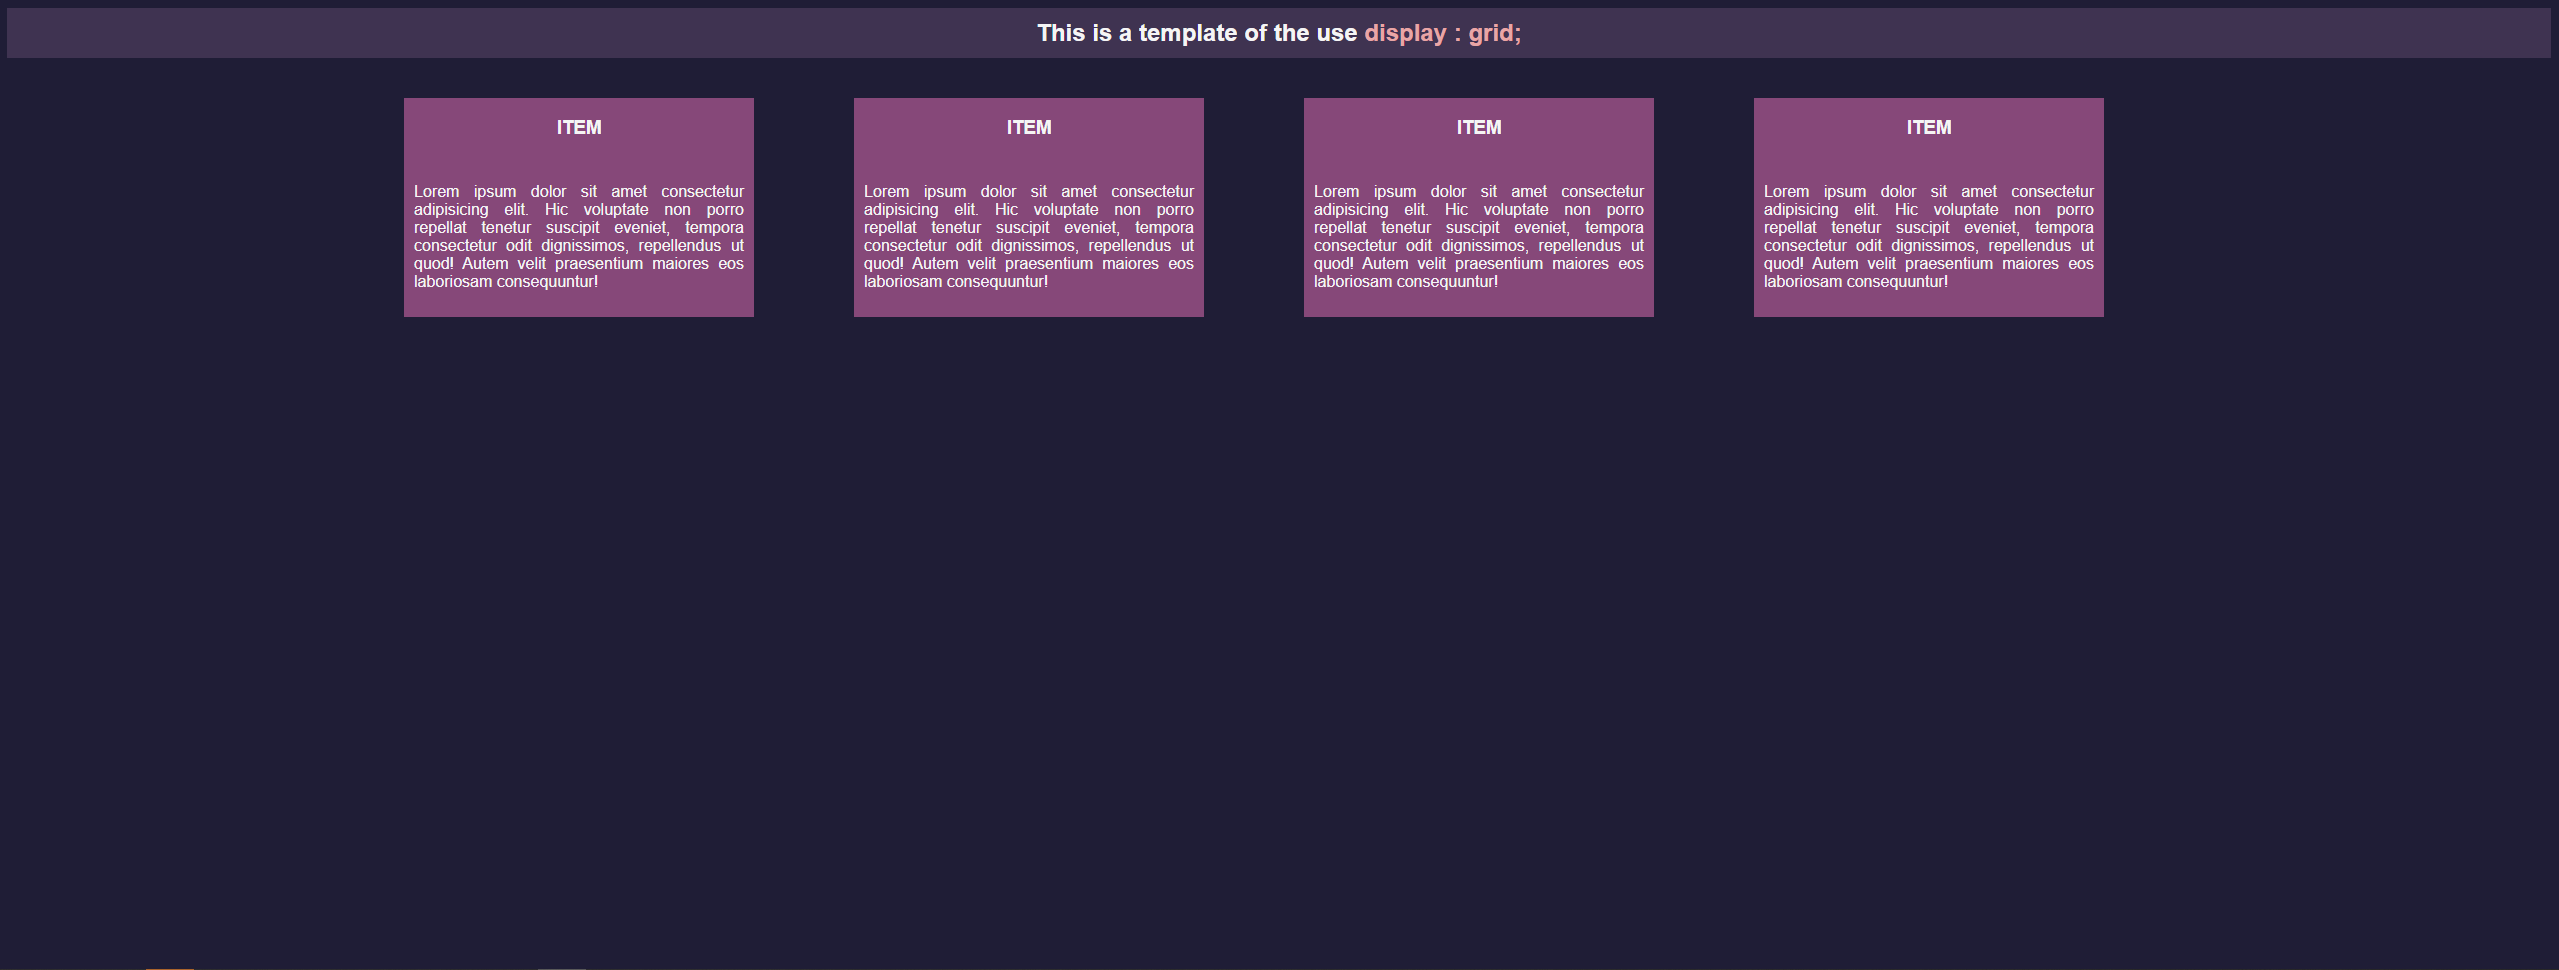 This is a template of the use display : grid;
ITEM
Lorem ipsum dolor sit amet consectetur
adipisicing elit. Hic voluptate non porro
repellat tenetur suscipit eveniet, tempora
consectetur odit dignissimos, repellendus ut
quod! Autem velit praesentium maiores eos
laboriosam consequuntur!
ITEM
Lorem ipsum dolor sit amet consectetur
adipisicing elit. Hic voluptate non porro
repellat tenetur suscipit eveniet, tempora
consectetur odit dignissimos, repellendus ut
quod! Autem velit praesentium maiores eos
laboriosam consequuntur!
ITEM
Lorem ipsum dolor sit amet consectetur
adipisicing elit. Hic voluptate non porro
repellat tenetur suscipit eveniet, tempora
consectetur odit dignissimos, repellendus ut
quod! Autem velit praesentium maiores eos
laboriosam consequuntur!
ITEM
Lorem ipsum dolor sit amet consectetur
adipisicing elit. Hic voluptate non porro
repellat tenetur suscipit eveniet, tempora
consectetur odit dignissimos, repellendus ut
quod! Autem velit praesentium maiores eos
laboriosam consequuntur!